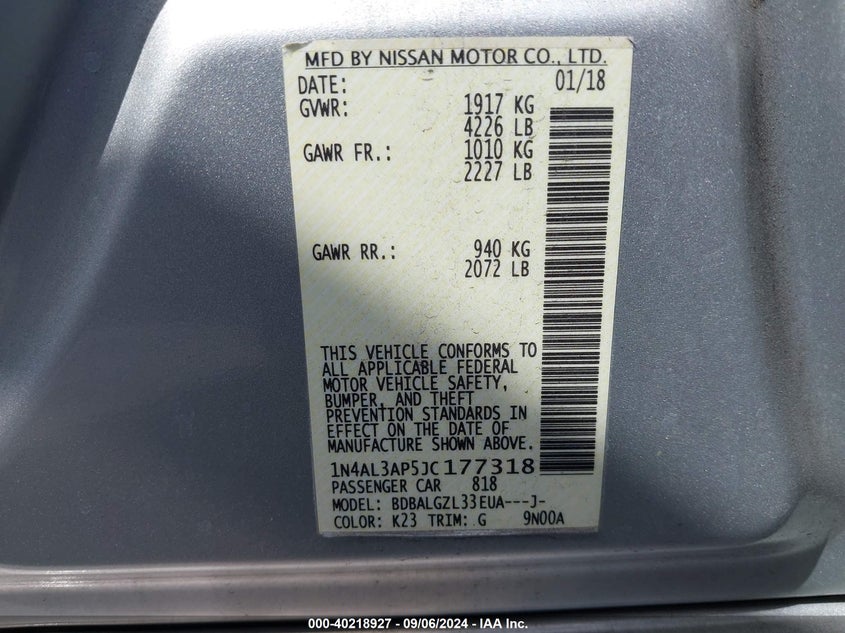 MFD BY NISSAN MOTOR CO., LTD.
DATE: 01/18
GVWR: 1917 KG
4226 LB
GAWR FR.: 1010 KG
2227 LB
GAWR RR.: 940 KG
2072 LB
THIS VEHICLE CONFORMS TO
ALL APPLICABLE FEDERAL
MOTOR VEHICLE SAFETY,
BUMPER, AND THEFT
PREVENTION STANDARDS IN
EFFECT ON THE DATE OF
MANUFACTURE SHOWN ABOVE.
1N4AL3AP5JC177318
PASSENGER CAR 818
MODEL: BDBALGZL33EUA---J-
COLOR: K23 TRIM: G 9N00A
000-40218927 - 09/06/2024 - IAA Inc.